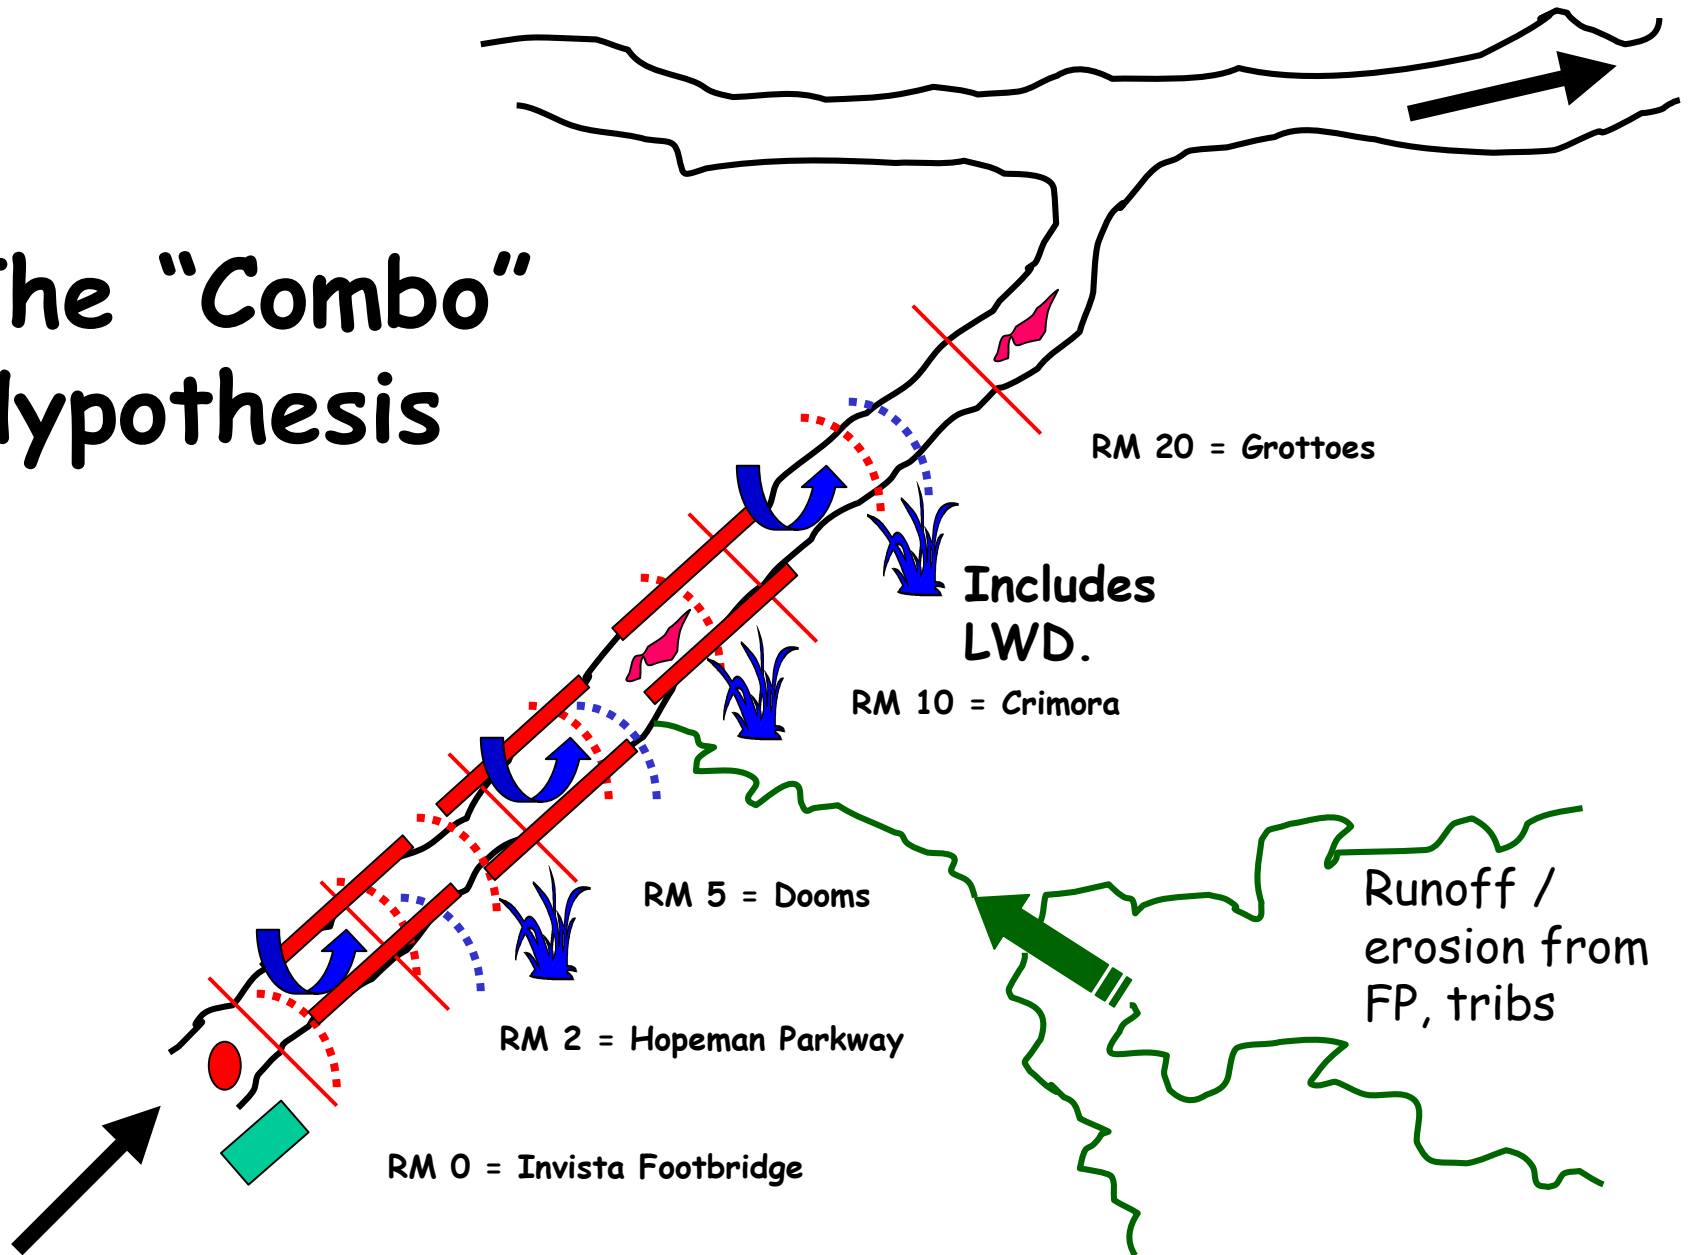 he “Combo”
ypothesis
RM 20 = Grottoes
Includes
LWD.
RM 10 = Crimora
RM 5 = Dooms
Runoff /
erosion from
FP, tribs
RM 2 = Hopeman Parkway
RM 0 = Invista Footbridge